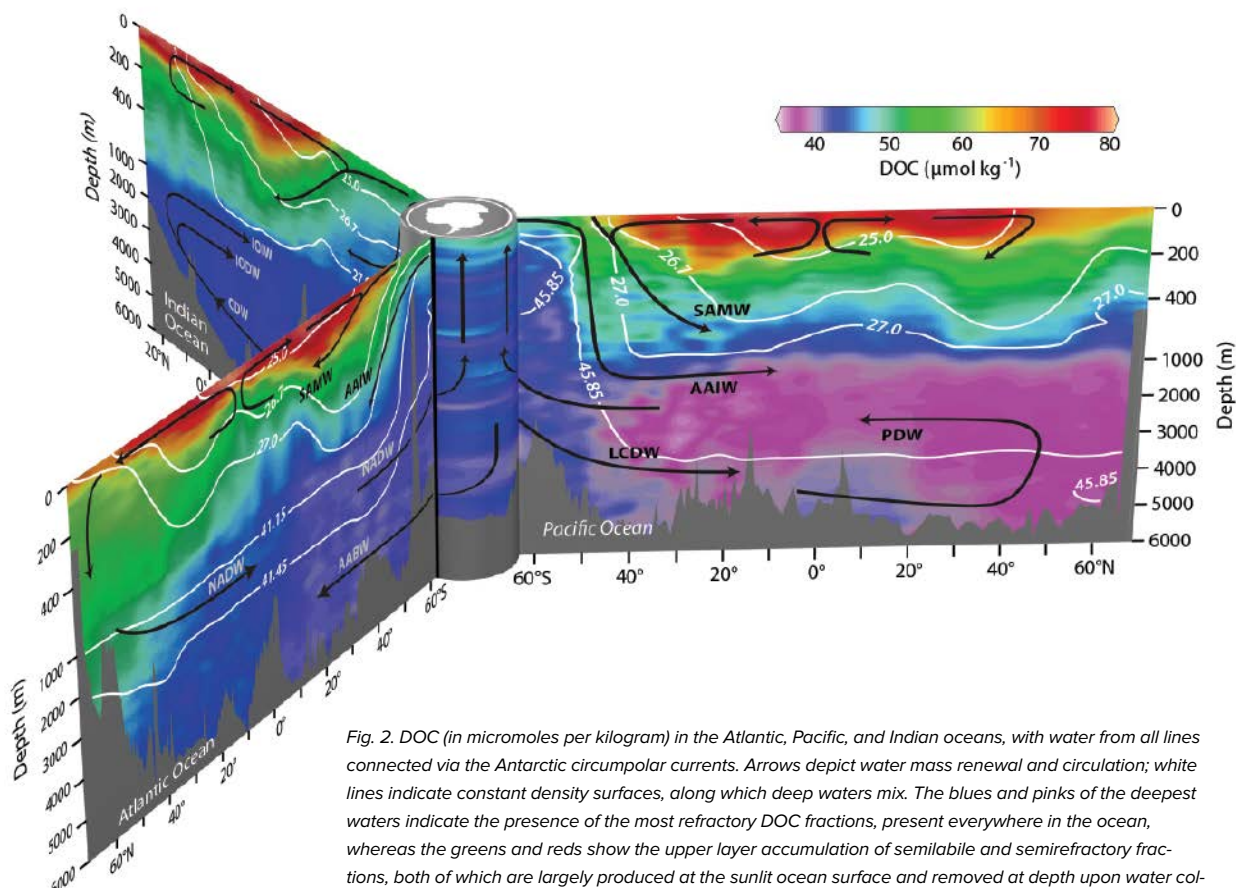 0
200
400
1000
2000
3000
4000
5000
6000
Depth (m)
20°N
0°
Indian
Ocean
IOIW
IODW
CDW
25.0
26.7
40 50 60 70 80
DOC (μmol kg⁻¹)
0
200
400
1000
2000
3000
4000
5000
6000
Depth (m)
25.0
26.7
27.0
27.0
27.0
45.85
45.85
45.85
SAMW
AAIW
LCDW
PDW
Pacific Ocean
60°S 40° 20° 0° 20° 40° 60°N
25.0
SAMW
AAIW
27.0
NADW
41.15
NADW
41.45
AABW
0
200
400
1000
2000
3000
4000
5000
6000
Depth (m)
Atlantic Ocean
60°N
40°
20°
0°
20°
40°
60°S
Fig. 2. DOC (in micromoles per kilogram) in the Atlantic, Pacific, and Indian oceans, with water from all lines
connected via the Antarctic circumpolar currents. Arrows depict water mass renewal and circulation; white
lines indicate constant density surfaces, along which deep waters mix. The blues and pinks of the deepest
waters indicate the presence of the most refractory DOC fractions, present everywhere in the ocean,
whereas the greens and reds show the upper layer accumulation of semilabile and semirefractory frac-
tions, both of which are largely produced at the sunlit ocean surface and removed at depth upon water col-